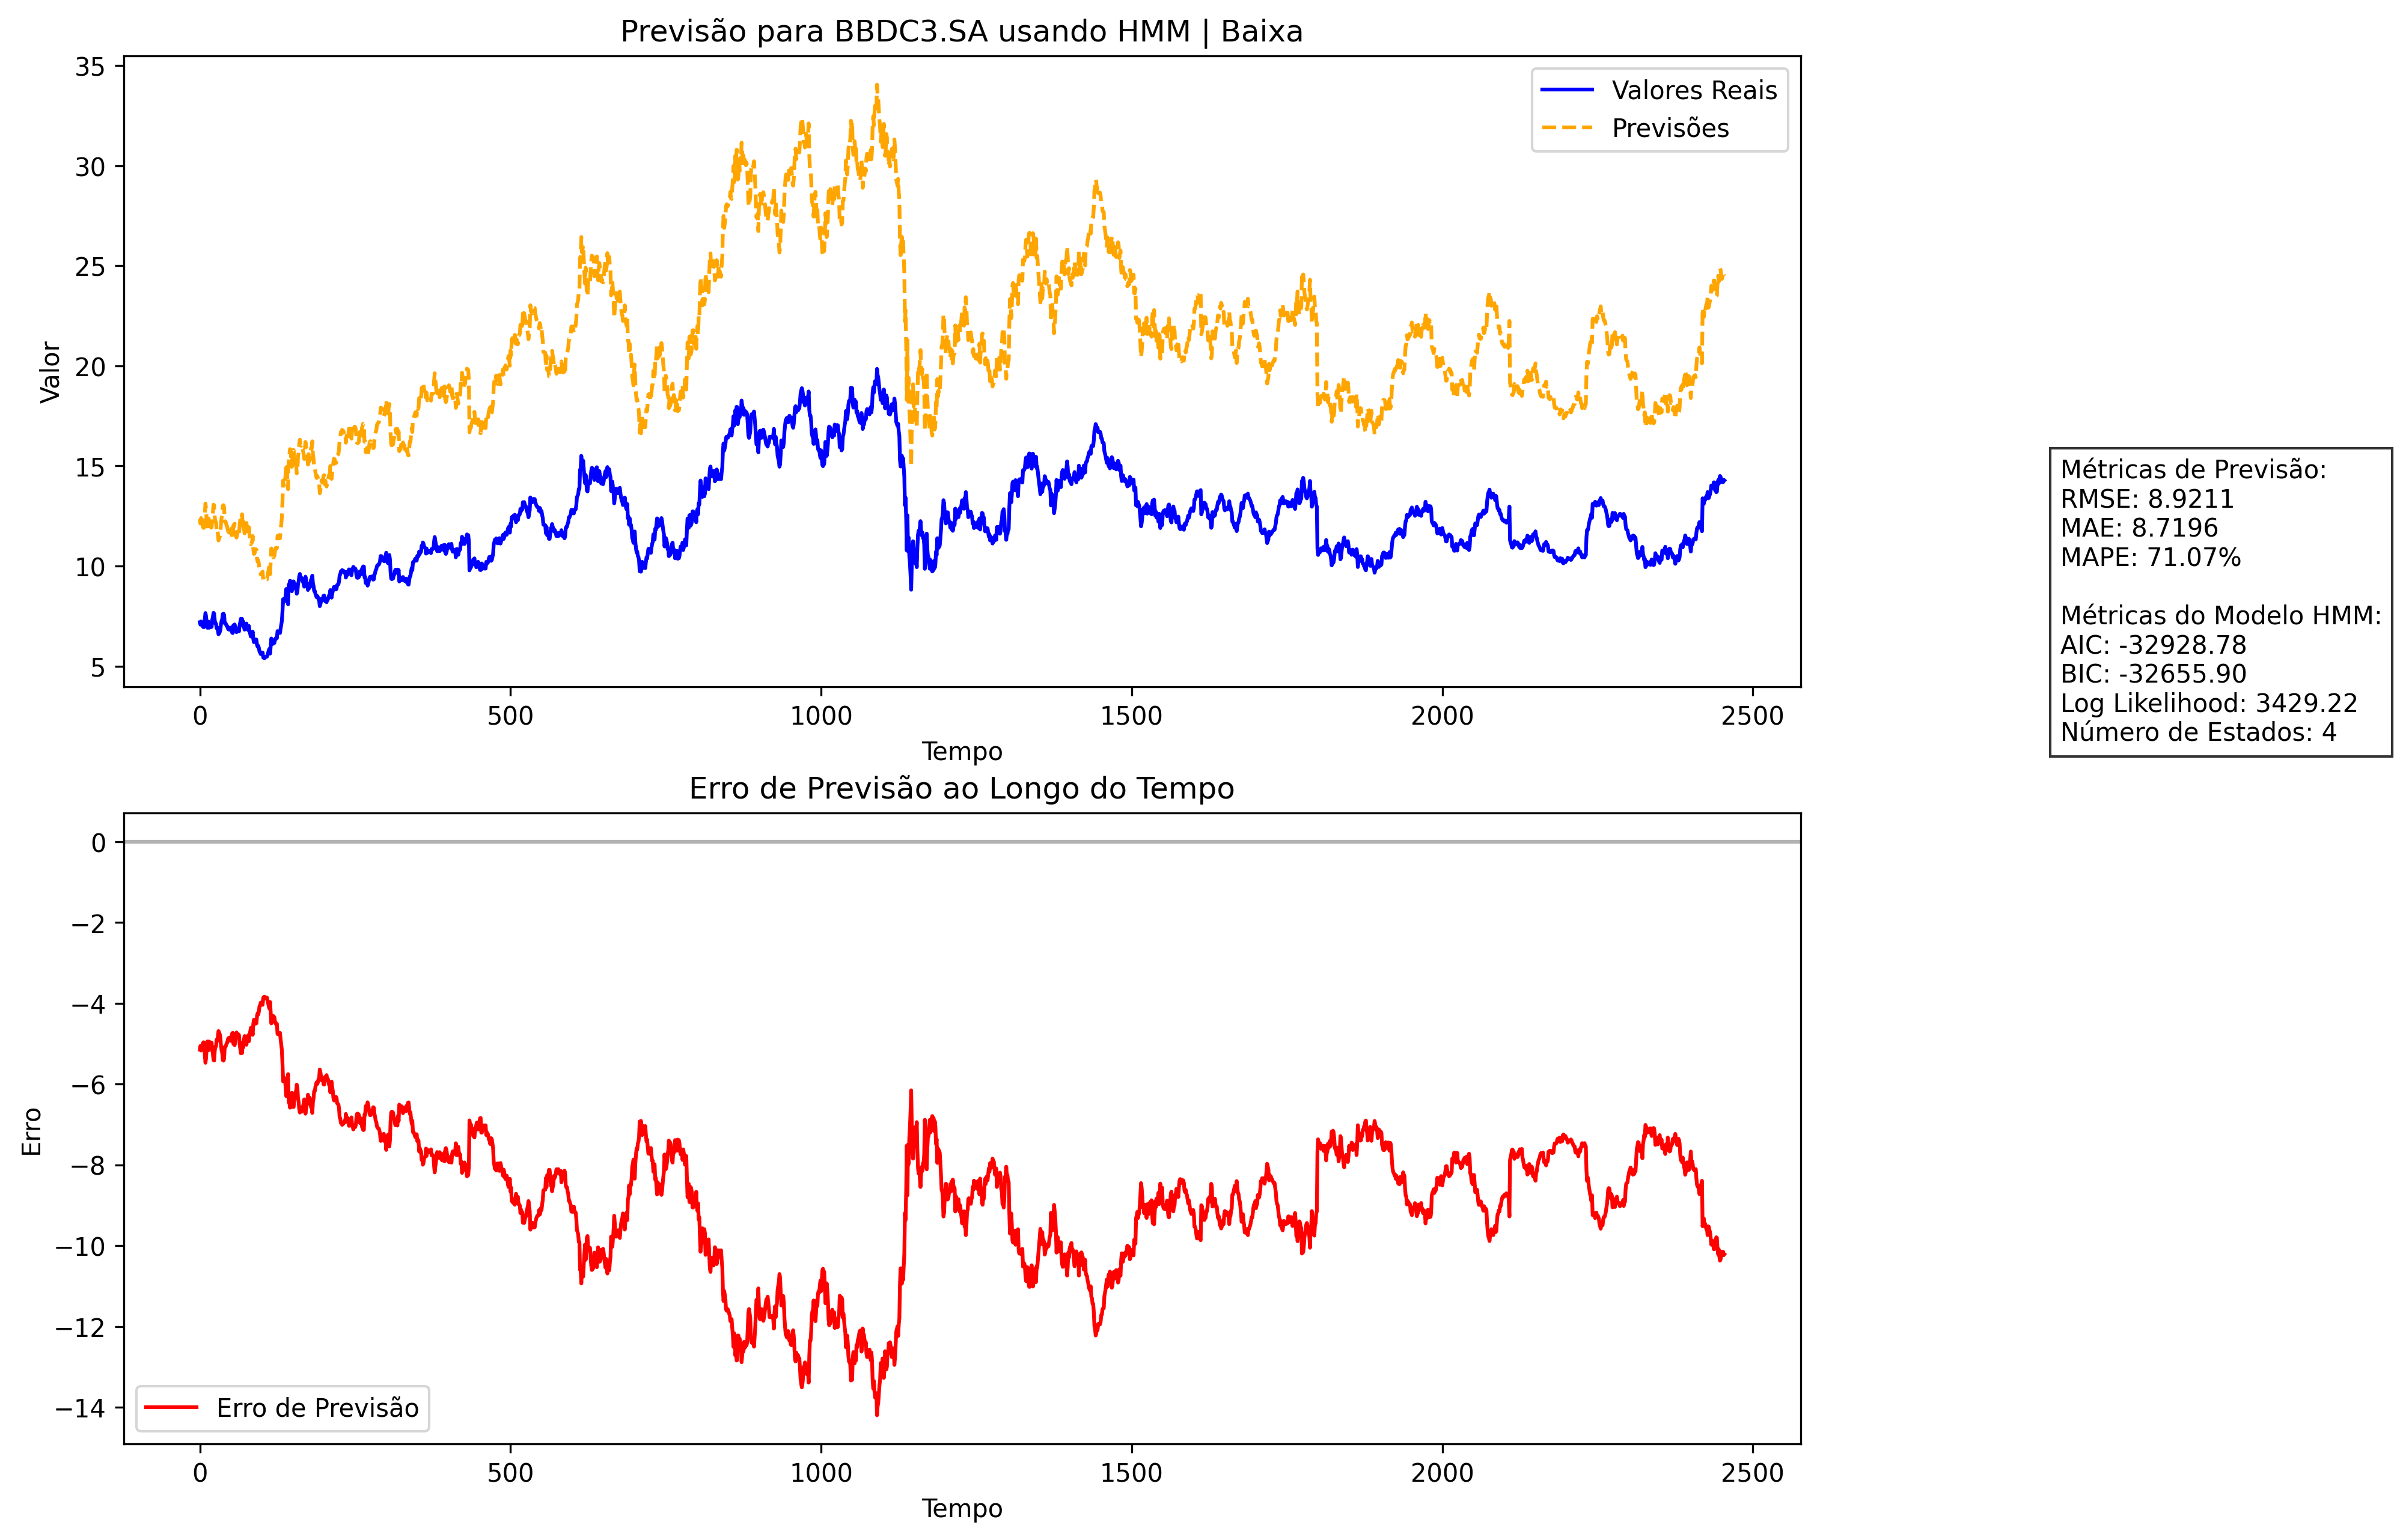 Previsão para BBDC3.SA usando HMM | Baixa
35
30
25
20
15
10
5
Valor
Valores Reais
Previsões
0
500
1000
1500
2000
2500
Tempo
Métricas de Previsão:
RMSE: 8.9211
MAE: 8.7196
MAPE: 71.07%
Métricas do Modelo HMM:
AIC: -32928.78
BIC: -32655.90
Log Likelihood: 3429.22
Número de Estados: 4
Erro de Previsão ao Longo do Tempo
0
−2
−4
−6
−8
−10
−12
−14
Erro
Erro de Previsão
0
500
1000
1500
2000
2500
Tempo